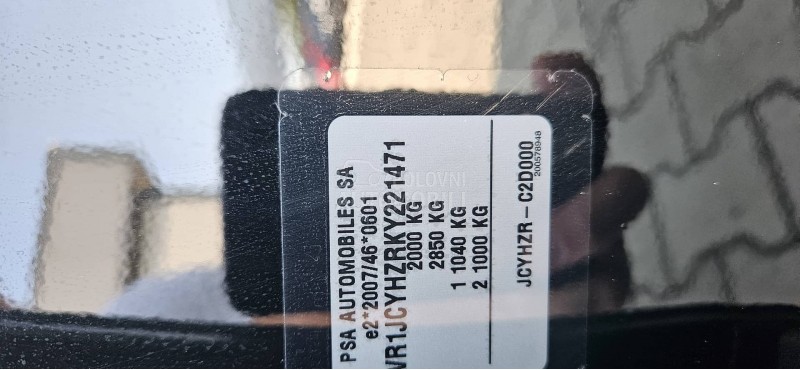 PSA AUTOMOBILES SA
e2*2007/46*0601
VR1JCYHZRKY221471
2000 KG
2850 KG
1 1040 KG
2 1000 KG
JCYHZR - C2D000
200578948